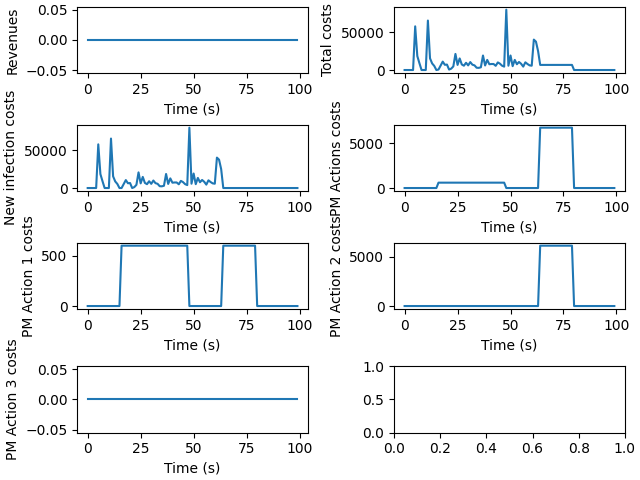 Revenues
0.05
0.00
−0.05
0 25 50 75 100
Time (s)
Total costs
50000
0
0 25 50 75 100
Time (s)
New infection costs
50000
0
0 25 50 75 100
Time (s)
PM Actions costs
5000
0
0 25 50 75 100
Time (s)
PM Action 1 costs
500
0
0 25 50 75 100
Time (s)
PM Action 2 costs
5000
0
0 25 50 75 100
Time (s)
PM Action 3 costs
0.05
0.00
−0.05
0 25 50 75 100
Time (s)
1.0
0.5
0.0
0.0 0.2 0.4 0.6 0.8 1.0